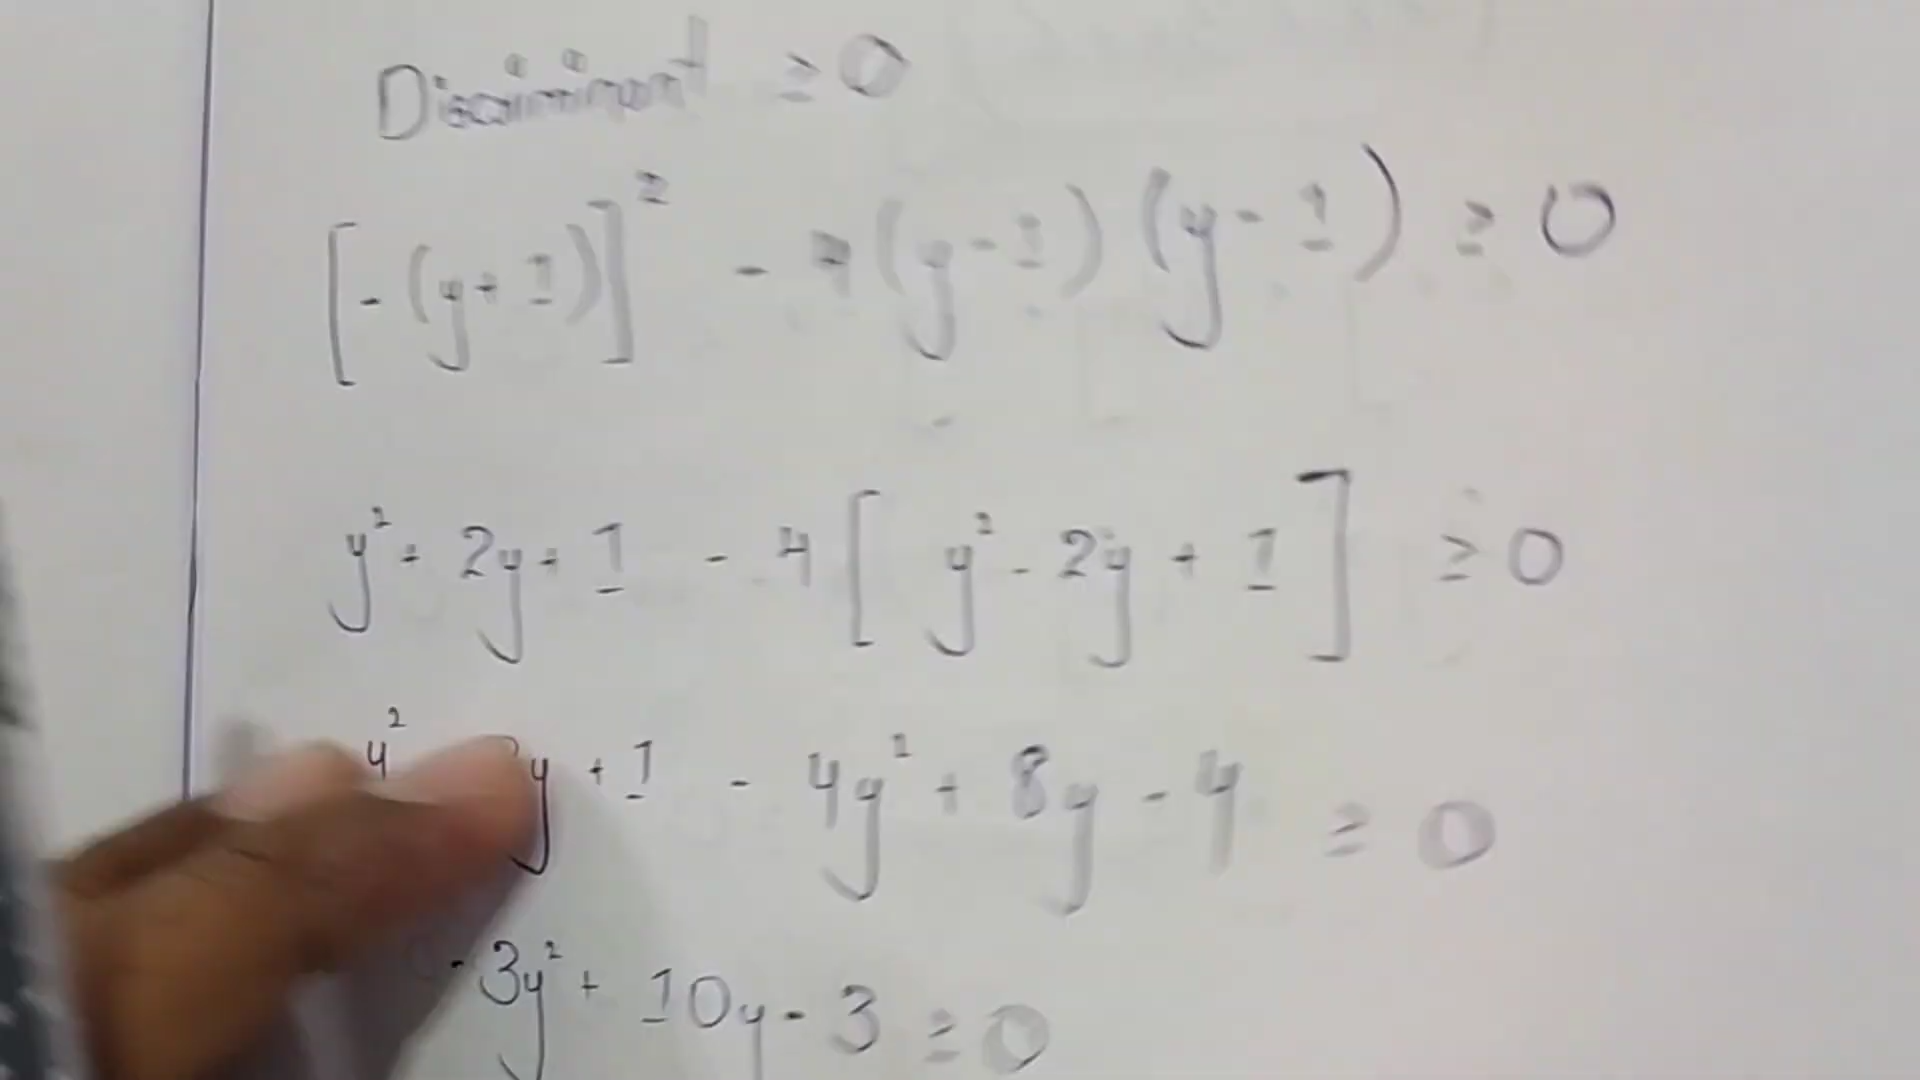 Discriminant ≥ 0
[-(y+1)]² - 4(y-1)(y-1) ≥ 0
y² + 2y + 1 - 4[y² - 2y + 1] ≥ 0
y² y + 1 - 4y² + 8y - 4 ≥ 0
-3y² + 10y - 3 ≥ 0